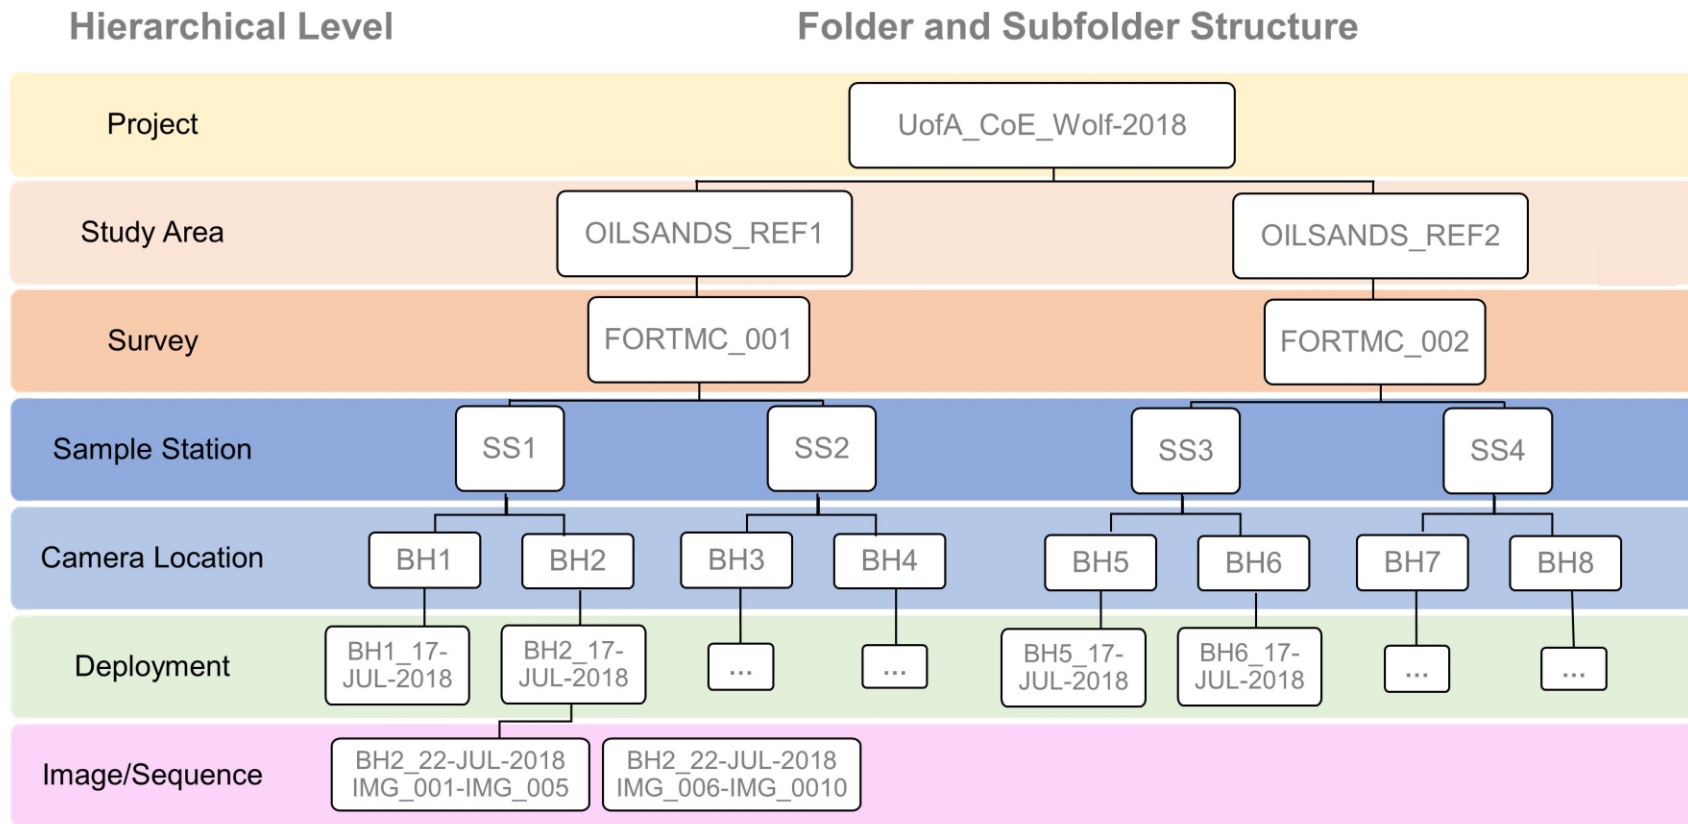 Hierarchical Level
Folder and Subfolder Structure
Project
UofA_CoE_Wolf-2018
Study Area
OILSANDS_REF1
OILSANDS_REF2
Survey
FORTMC_001
FORTMC_002
Sample Station
SS1
SS2
SS3
SS4
Camera Location
BH1
BH2
BH3
BH4
BH5
BH6
BH7
BH8
Deployment
BH1_17-
JUL-2018
BH2_17-
JUL-2018
...
...
BH5_17-
JUL-2018
BH6_17-
JUL-2018
...
...
Image/Sequence
BH2_22-JUL-2018
IMG_001-IMG_005
BH2_22-JUL-2018
IMG_006-IMG_0010